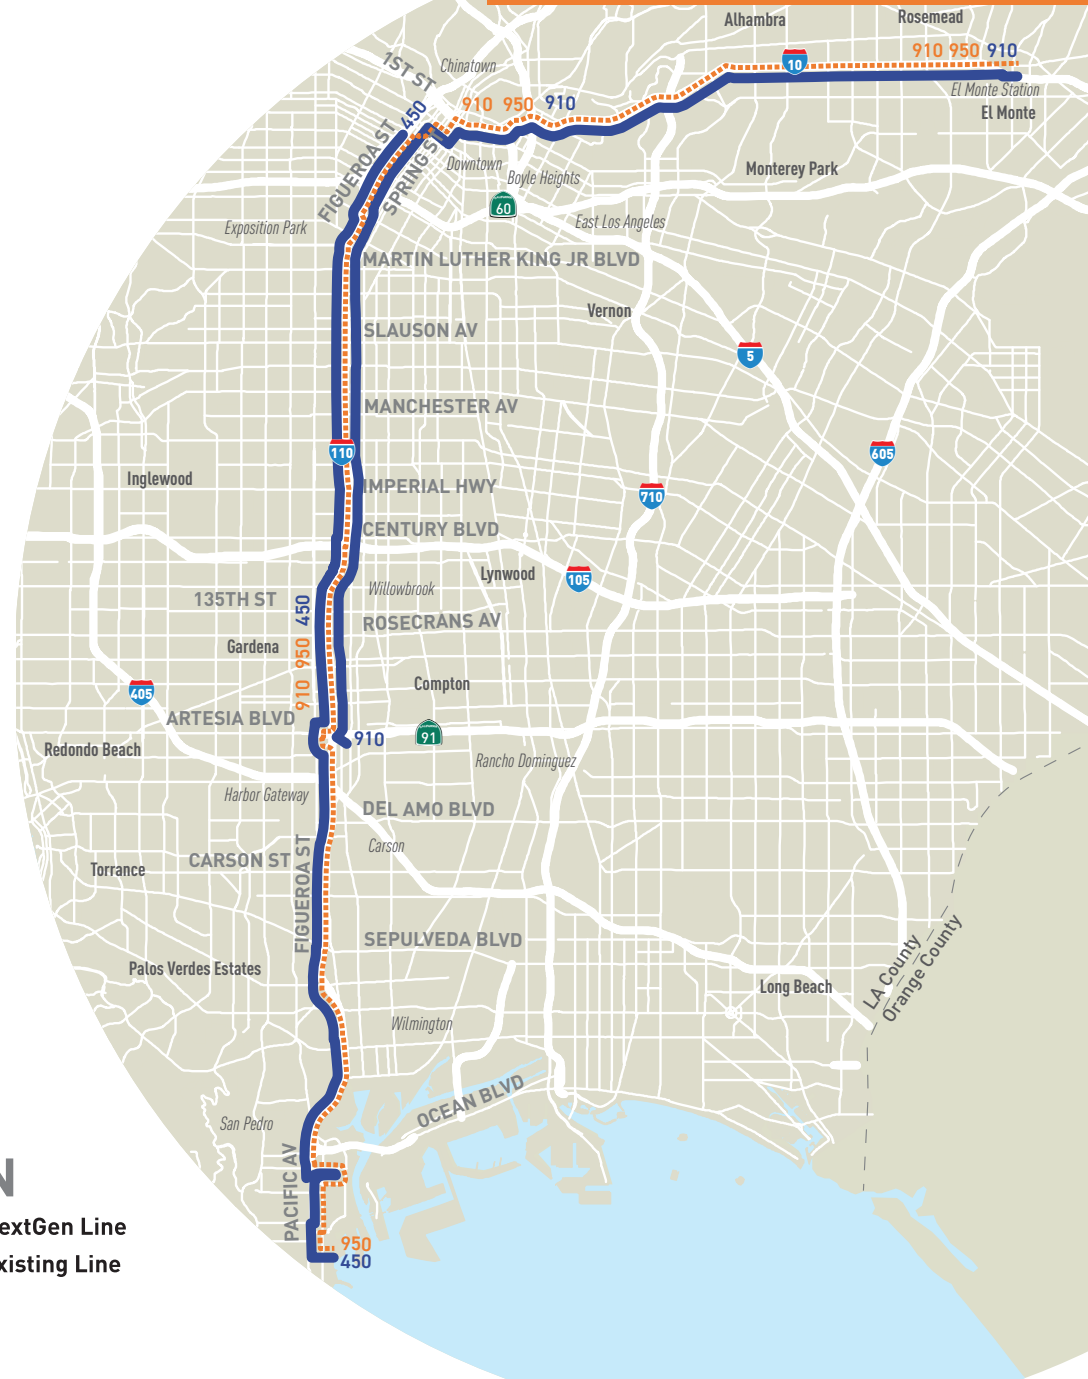 Alhambra
Rosemead
910 950 910
10
1ST ST
Chinatown
El Monte Station
El Monte
450
910 950 910
FIGUEROA ST
SPRING ST
Downtown
Boyle Heights
Monterey Park
60
Exposition Park
East Los Angeles
MARTIN LUTHER KING JR BLVD
Vernon
SLAUSON AV
5
MANCHESTER AV
110
605
Inglewood
IMPERIAL HWY
710
CENTURY BLVD
Lynwood
105
Willowbrook
135TH ST
450
ROSECRANS AV
Gardena
910 950
Compton
405
ARTESIA BLVD
910
91
Redondo Beach
Rancho Dominguez
Harbor Gateway
DEL AMO BLVD
Carson
CARSON ST
Torrance
FIGUEROA ST
SEPULVEDA BLVD
Palos Verdes Estates
Long Beach
LA County
Orange County
Wilmington
OCEAN BLVD
San Pedro
PACIFIC AV
N
extGen Line
xisting Line
950
450